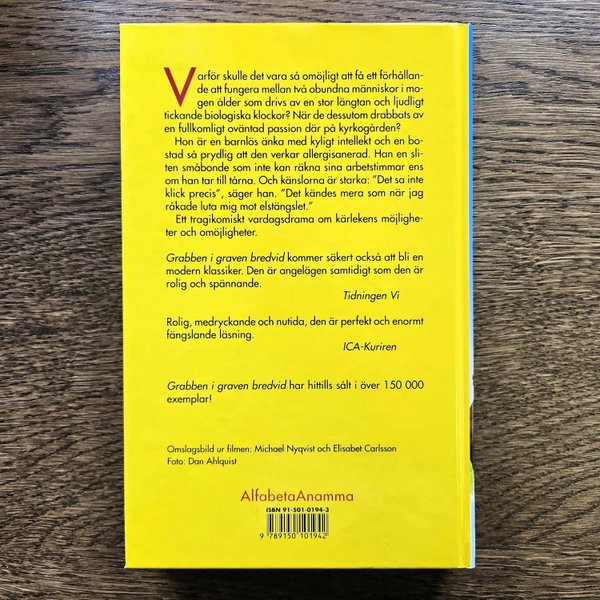 Varför skulle det vara så omöjligt att få ett förhållan-
de att fungera mellan två obundna människor i mo-
gen ålder som drivs av en stor längtan och ljudligt
tickande biologiska klockor? När de dessutom drabbats av
en fullkomligt oväntad passion där på kyrkogården?
Hon är en barnlös änka med kyligt intellekt och en bo-
stad så prydlig att den verkar allergisanerad. Han en sli-
ten småbonde som inte kan räkna sina arbetstimmar ens
om han tar till tårna. Och känslorna är starka: ”Det sa inte
klick precis”, säger han. ”Det kändes mera som när jag
råkade luta mig mot elstängslet.”
Ett tragikomiskt vardagsdrama om kärlekens möjlighe-
ter och omöjligheter.
Grabben i graven bredvid kommer säkert också att bli en
modern klassiker. Den är angelägen samtidigt som den är
rolig och spännande.
Tidningen Vi
Rolig, medryckande och nutida, den är perfekt och enormt
fängslande läsning.
ICA-Kuriren
Grabben i graven bredvid har hittills sålt i över 150 000
exemplar!
Omslagsbild ur filmen: Michael Nyqvist och Elisabet Carlsson
Foto: Dan Ahlquist
AlfabetaAnamma
ISBN 91-501-0194-3
9 789150 101942